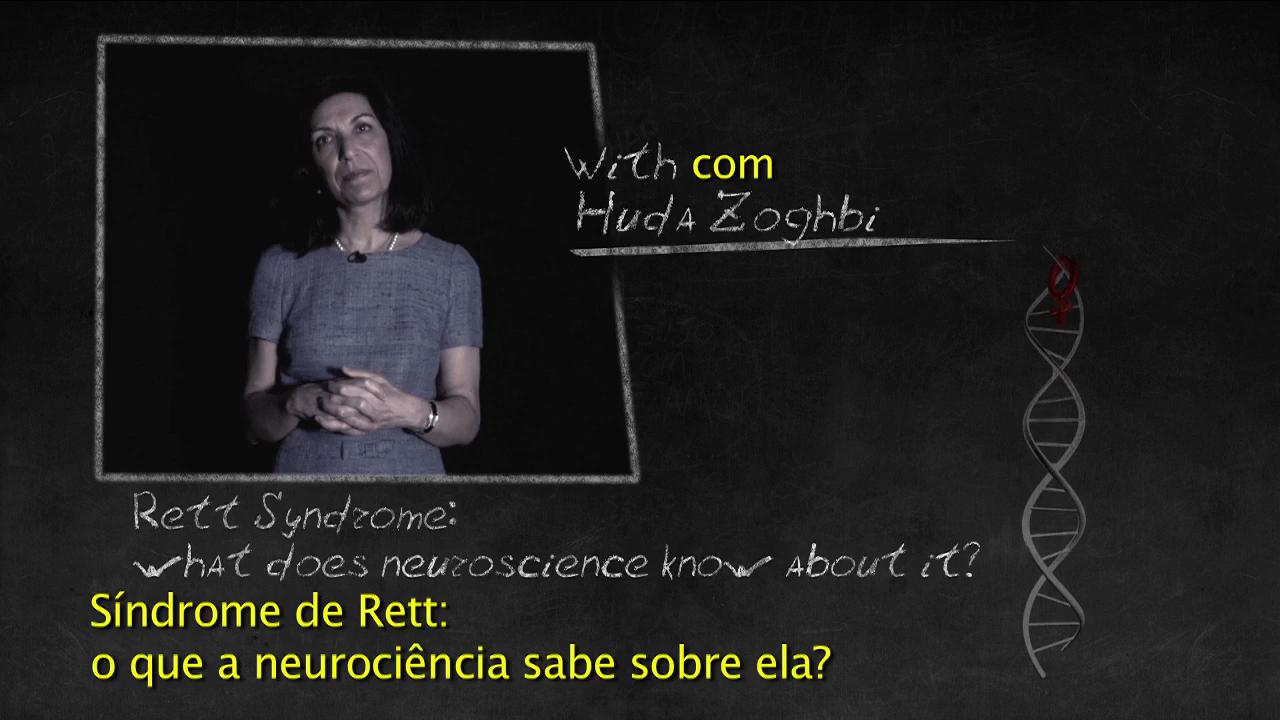 With com
Huda Zoghbi
Rett Syndrome:
what does neuroscience know about it?
Síndrome de Rett:
o que a neurociência sabe sobre ela?